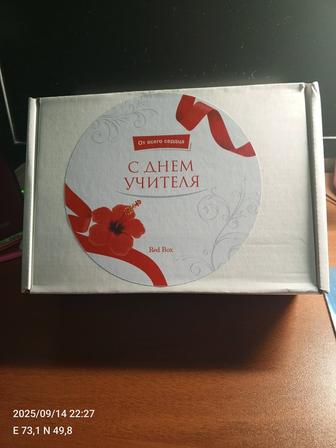 От всего сердца
С ДНЕМ
УЧИТЕЛЯ
Red Box
2025/09/14 22:27
E 73,1 N 49,8